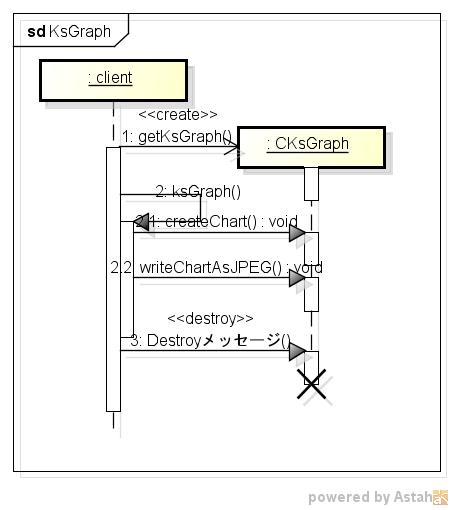 sd KsGraph
: client
<<create>>
1: getKsGraph()
: CKsGraph
2: ksGraph()
2.1: createChart() : void
2.2: writeChartAsJPEG() : void
<<destroy>>
3: Destroyメッセージ()
powered by Astah